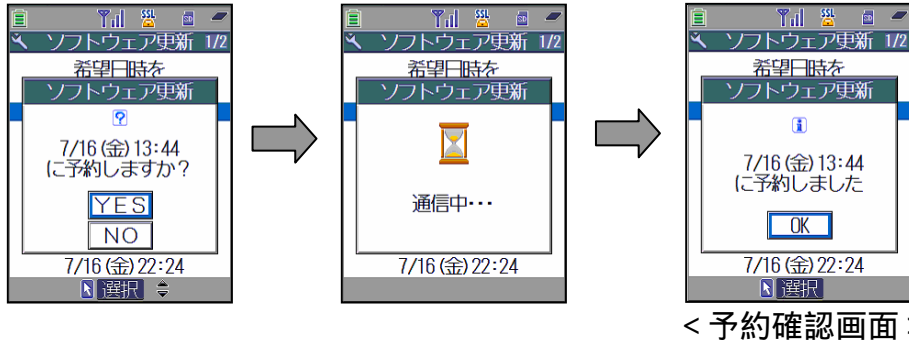 SSL
SD
ソフトウェア更新 1/2
希望日時を
ソフトウェア更新
?
7/16(金)13:44
に予約しますか?
YES
NO
7/16(金)22:24
選択
SSL
SD
ソフトウェア更新 1/2
希望日時を
ソフトウェア更新
通信中・・・
7/16(金)22:24
SSL
SD
ソフトウェア更新 1/2
希望日時を
ソフトウェア更新
i
7/16(金)13:44
に予約しました
OK
7/16(金)22:24
選択
<予約確認画面>